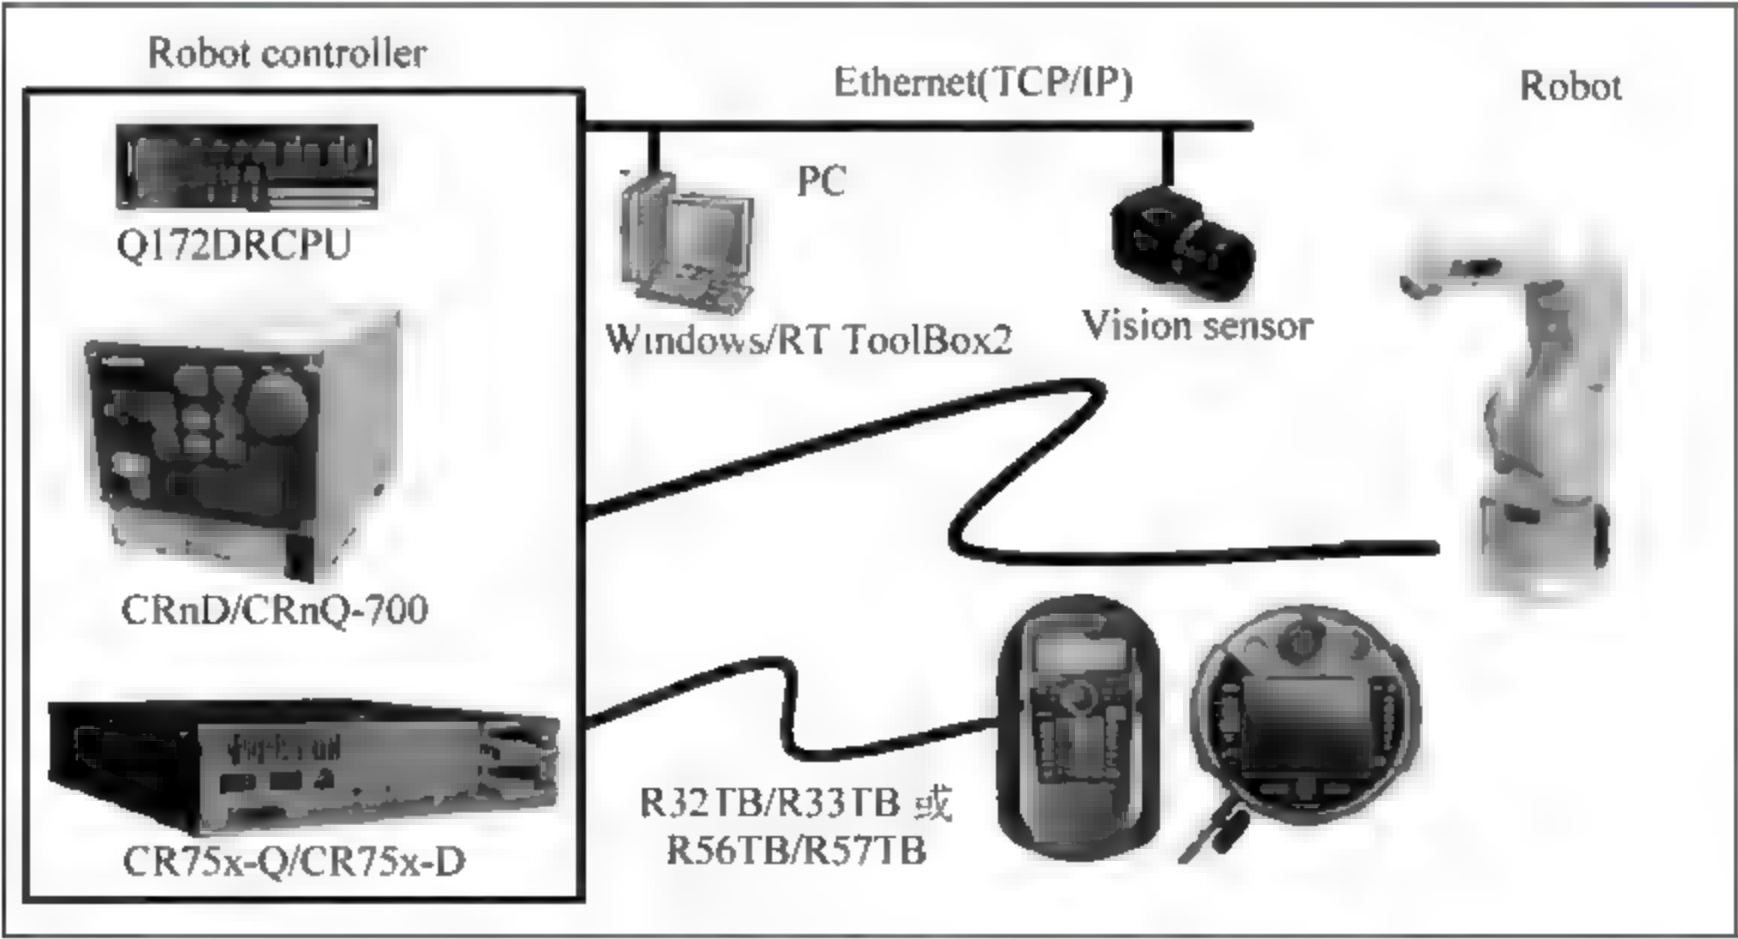 Robot controller
Ethernet(TCP/IP)
Robot
Q172DRCPU
PC
Windows/RT ToolBox2
Vision sensor
CRnD/CRnQ-700
R32TB/R33TB 或
R56TB/R57TB
CR75x-Q/CR75x-D